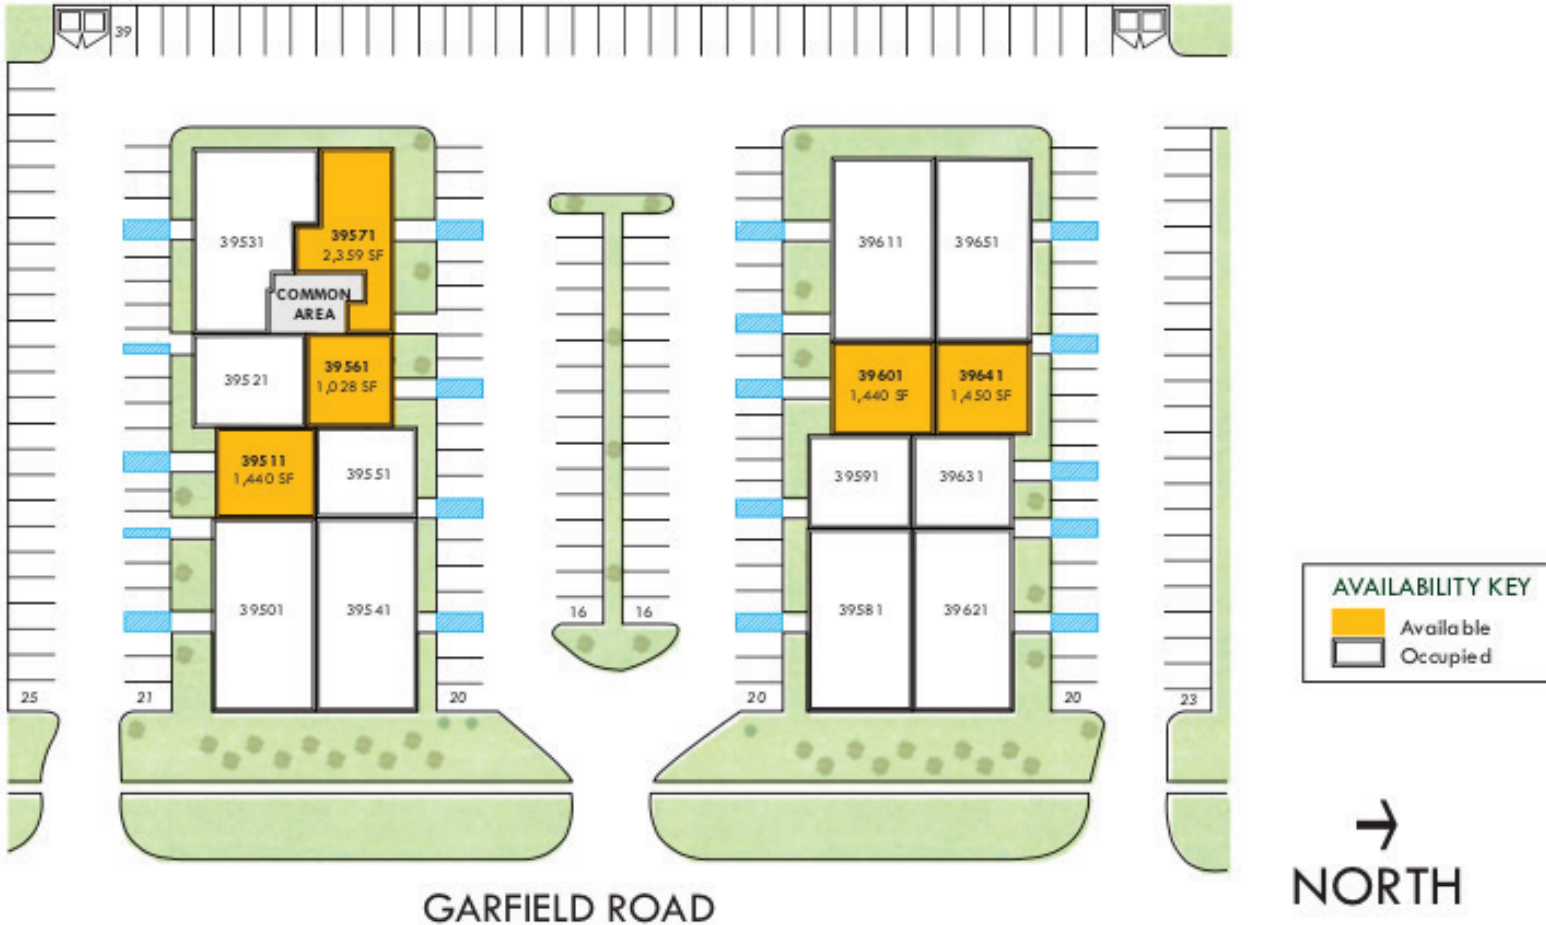 39
39531
39571
2,359 SF
COMMON
AREA
39521
39561
1,028 SF
39511
1,440 SF
39551
39501
39541
39611
39651
39601
1,440 SF
39641
1,450 SF
39591
39631
39581
39621
16
16
25
21
20
20
20
23
AVAILABILITY KEY
Available
Occupied
NORTH
GARFIELD ROAD